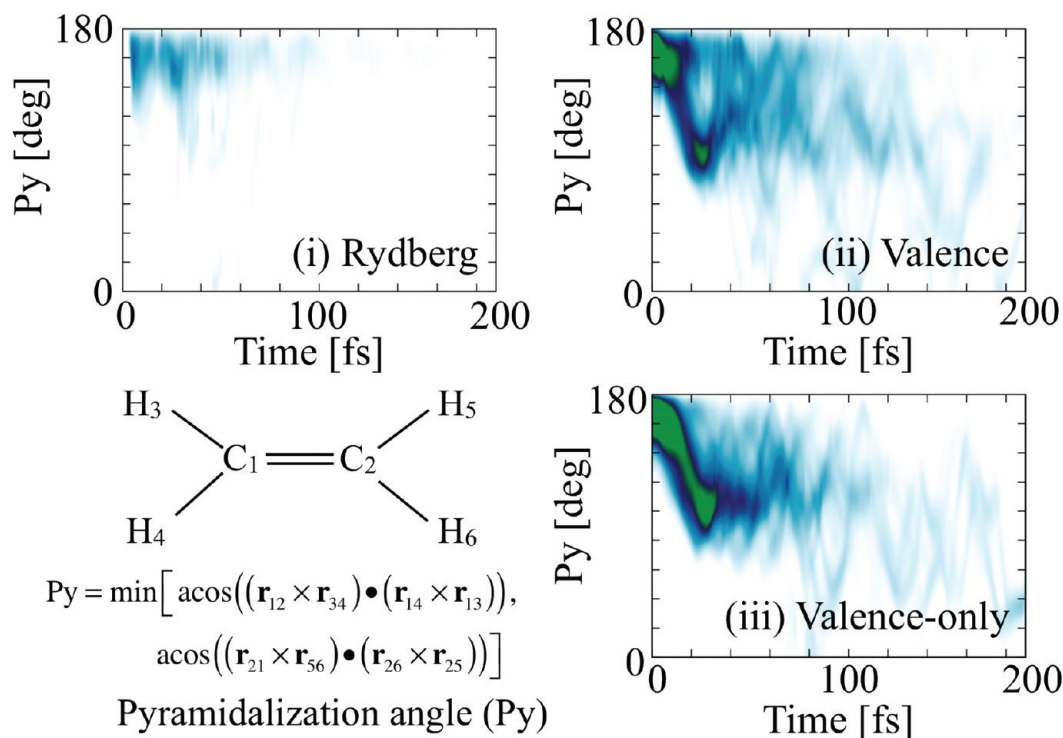 180
Py [deg]
0
(i) Rydberg
0
100
200
Time [fs]
180
Py [deg]
0
(ii) Valence
0
100
200
Time [fs]
H₃
H₅
C₁
C₂
H₄
H₆
Py = min[ acos((r₁₂ × r₃₄) • (r₁₄ × r₁₃)),
acos((r₂₁ × r₅₆) • (r₂₆ × r₂₅))]
Pyramidalization angle (Py)
180
Py [deg]
0
(iii) Valence-only
0
100
200
Time [fs]